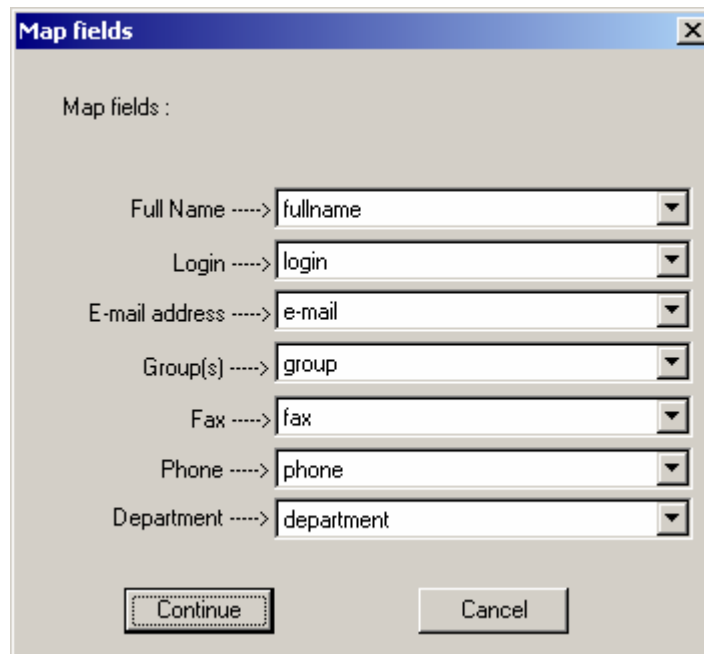 Map fields
Map fields :
Full Name -----> fullname
Login -----> login
E-mail address -----> e-mail
Group(s) -----> group
Fax -----> fax
Phone -----> phone
Department -----> department
Continue Cancel